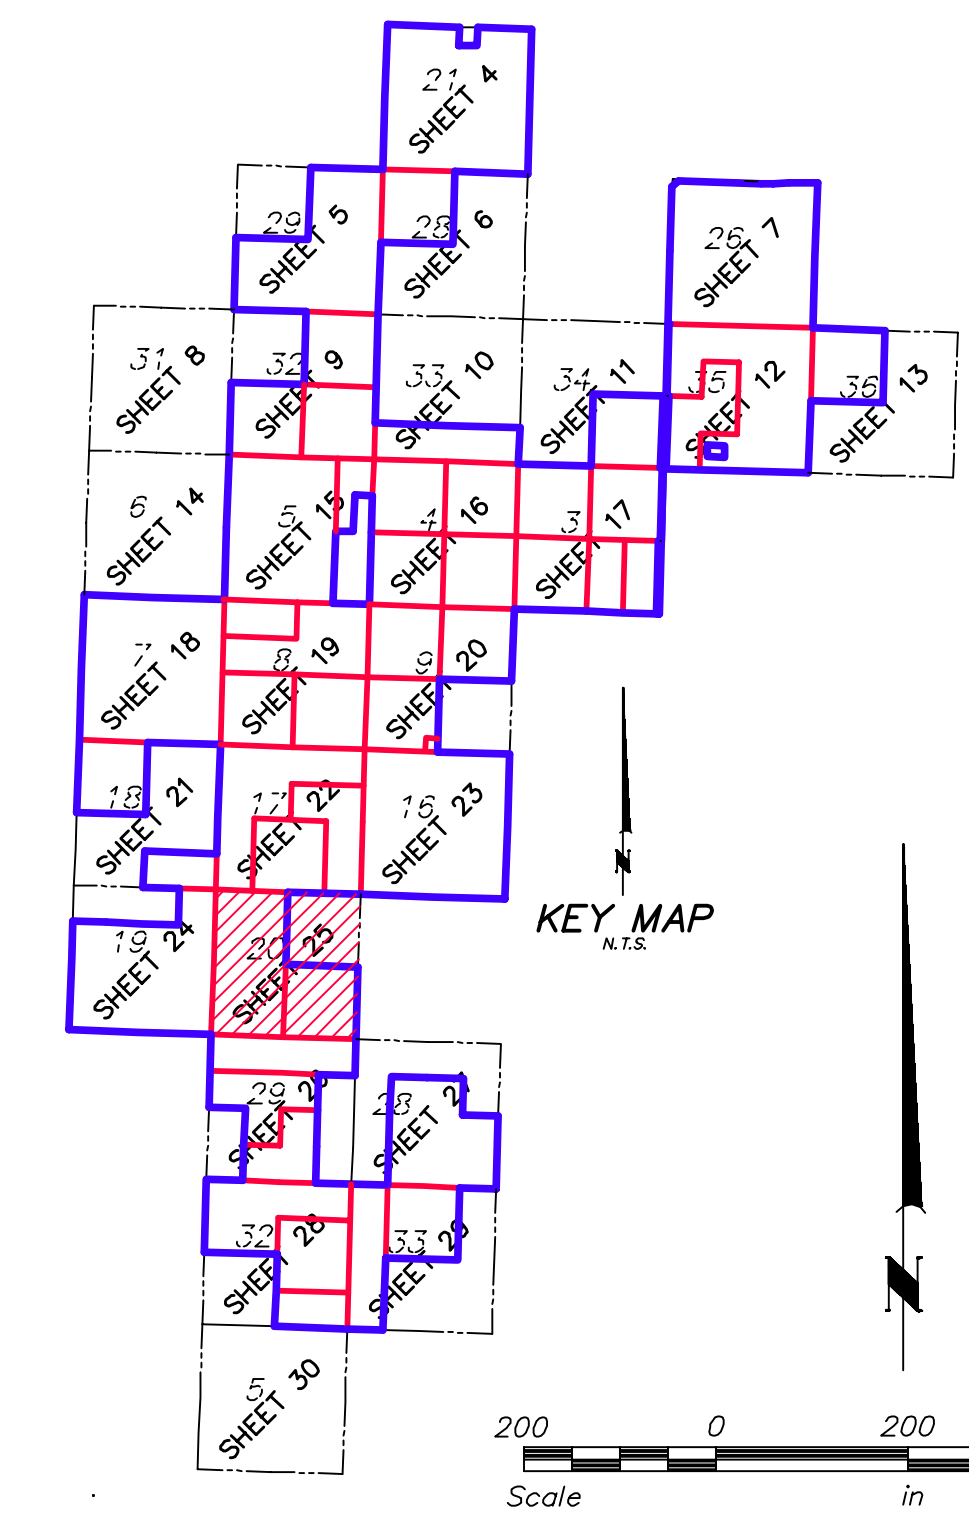 21
SHEET 4
29
SHEET 5
28
SHEET 6
26
SHEET 7
31
SHEET 8
32
SHEET 9
33
SHEET 10
34
SHEET 11
35
SHEET 12
36
SHEET 13
6
SHEET 14
5
SHEET 15
4
SHEET 16
3
SHEET 17
7
SHEET 18
8
SHEET 19
9
SHEET 20
18
SHEET 21
17
SHEET 22
16
SHEET 23
19
SHEET 24
20
SHEET 25
29
SHEET 26
28
SHEET 27
32
SHEET 28
33
SHEET 29
5
SHEET 30
N
KEY MAP
N.T.S.
N
200 0 200
Scale in